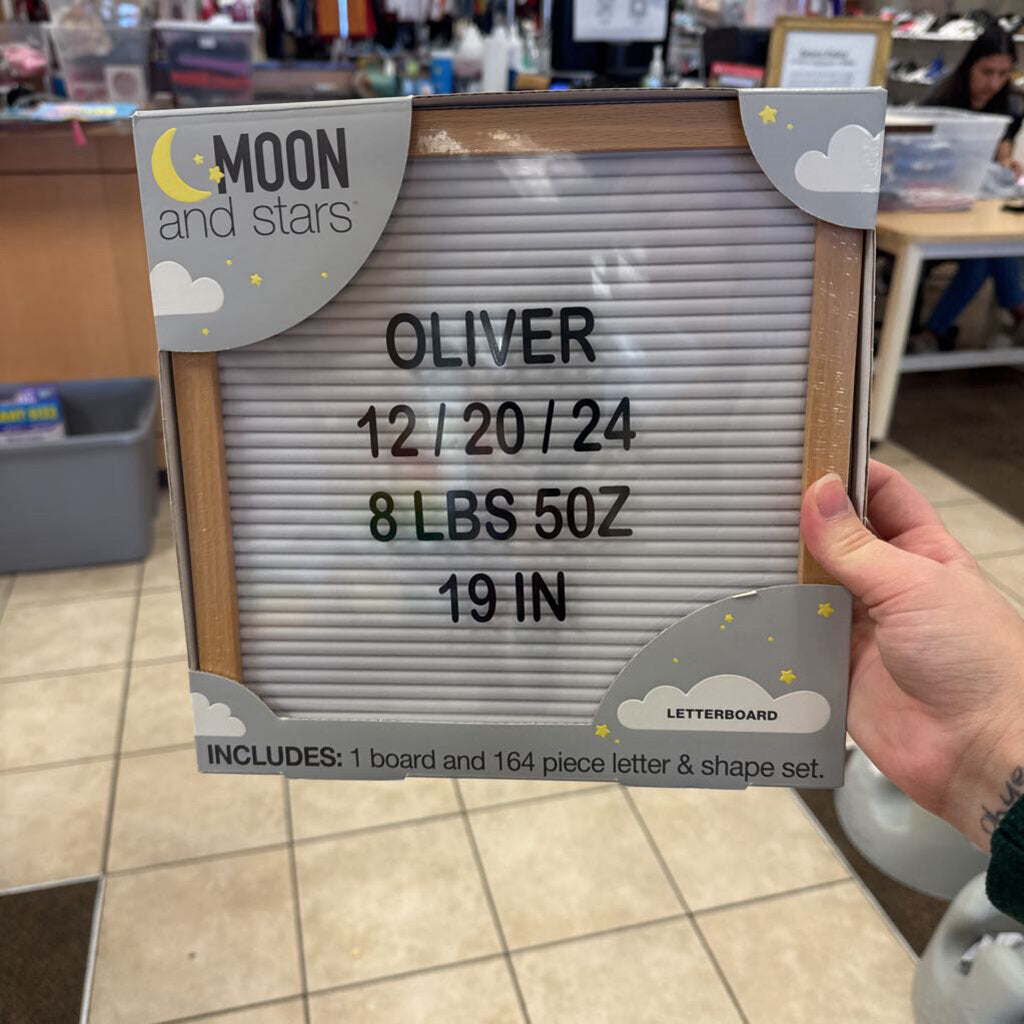 MOON
and stars
OLIVER
12 / 20 / 24
8 LBS 5OZ
19 IN
LETTERBOARD
INCLUDES: 1 board and 164 piece letter & shape set.